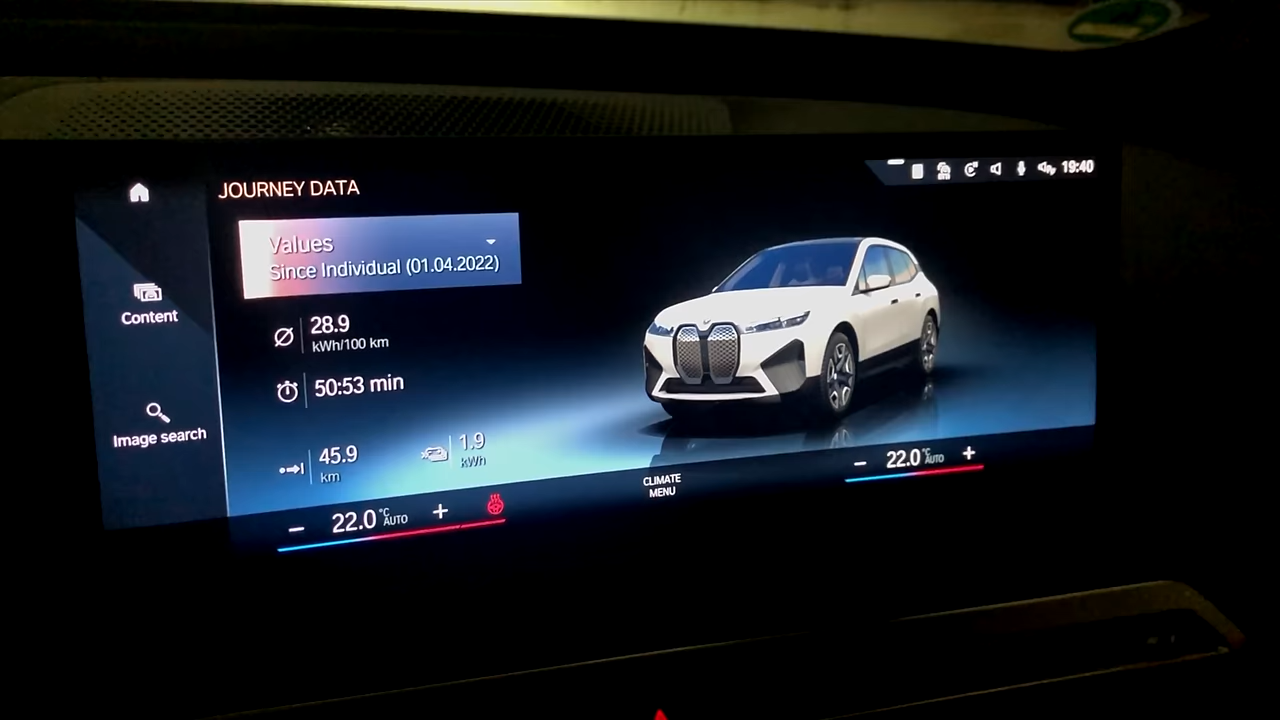 JOURNEY DATA
19:40
Values
Since Individual (01.04.2022)
Content
28.9
kWh/100 km
50:53 min
Image search
45.9
km
1.9
kWh
CLIMATE
MENU
− 22.0 °C AUTO +
− 22.0 °C AUTO +